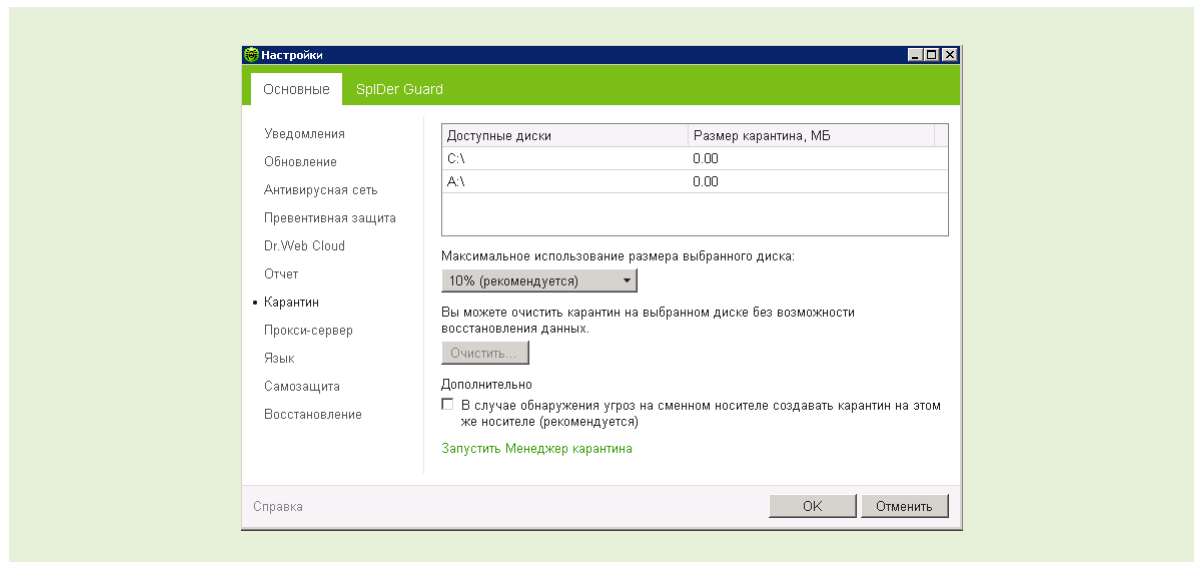 Настройки
Основные SpIDer Guard
Уведомления
Обновление
Антивирусная сеть
Превентивная защита
Dr.Web Cloud
Отчет
Карантин
Прокси-сервер
Язык
Самозащита
Восстановление
Доступные диски Размер карантина, МБ
C:\ 0.00
A:\ 0.00
Максимальное использование размера выбранного диска:
10% (рекомендуется)
Вы можете очистить карантин на выбранном диске без возможности
восстановления данных.
Очистить...
Дополнительно
В случае обнаружения угроз на сменном носителе создавать карантин на этом
же носителе (рекомендуется)
Запустить Менеджер карантина
Справка
OK Отменить